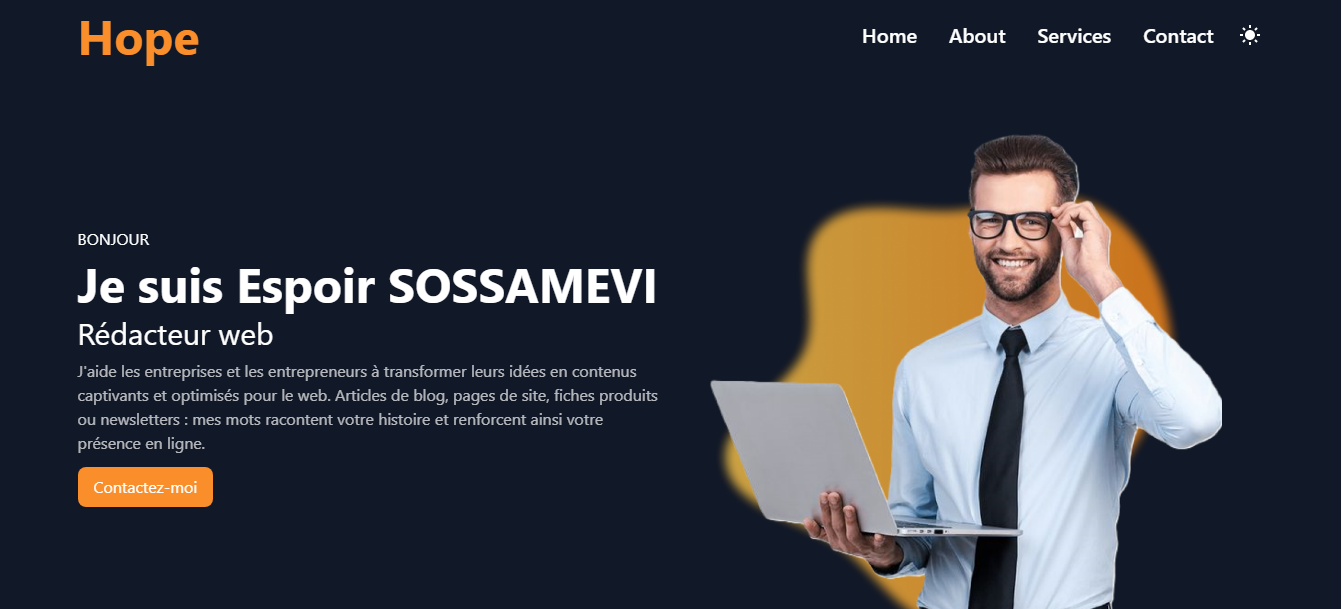 Hope
Home About Services Contact
BONJOUR
Je suis Espoir SOSSAMEVI
Rédacteur web
J'aide les entreprises et les entrepreneurs à transformer leurs idées en contenus
captivants et optimisés pour le web. Articles de blog, pages de site, fiches produits
ou newsletters : mes mots racontent votre histoire et renforcent ainsi votre
présence en ligne.
Contactez-moi